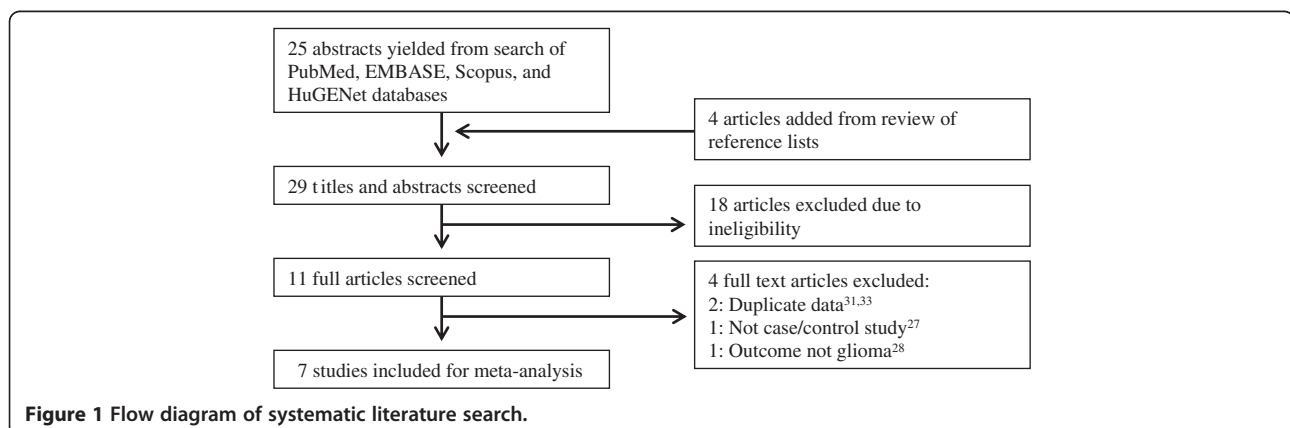 25 abstracts yielded from search of
PubMed, EMBASE, Scopus, and
HuGENet databases
4 articles added from review of
reference lists
29 titles and abstracts screened
18 articles excluded due to
ineligibility
11 full articles screened
4 full text articles excluded:
2: Duplicate data31,33
1: Not case/control study27
1: Outcome not glioma28
7 studies included for meta-analysis
Figure 1 Flow diagram of systematic literature search.